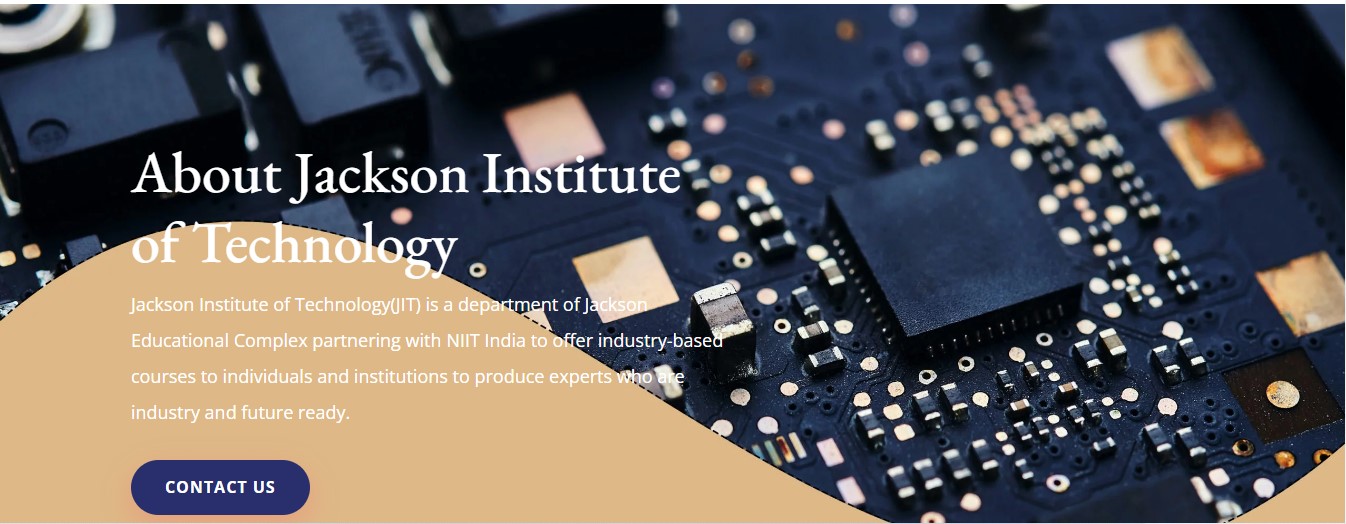 About Jackson Institute
of Technology
Jackson Institute of Technology(JIT) is a department of Jackson
Educational Complex partnering with NIIT India to offer industry-based
courses to individuals and institutions to produce experts who are
industry and future ready.
CONTACT US